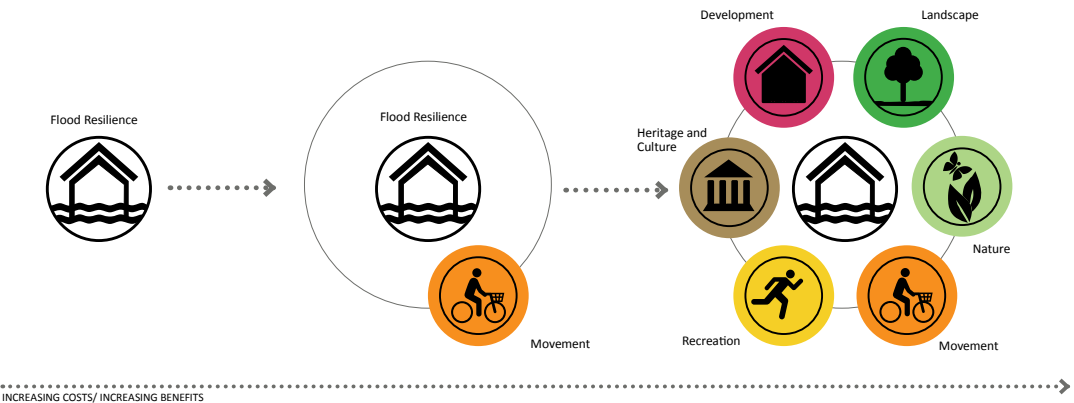 Development
Landscape
Flood Resilience
Flood Resilience
Heritage and
Culture
Nature
Movement
Recreation
Movement
INCREASING COSTS/ INCREASING BENEFITS